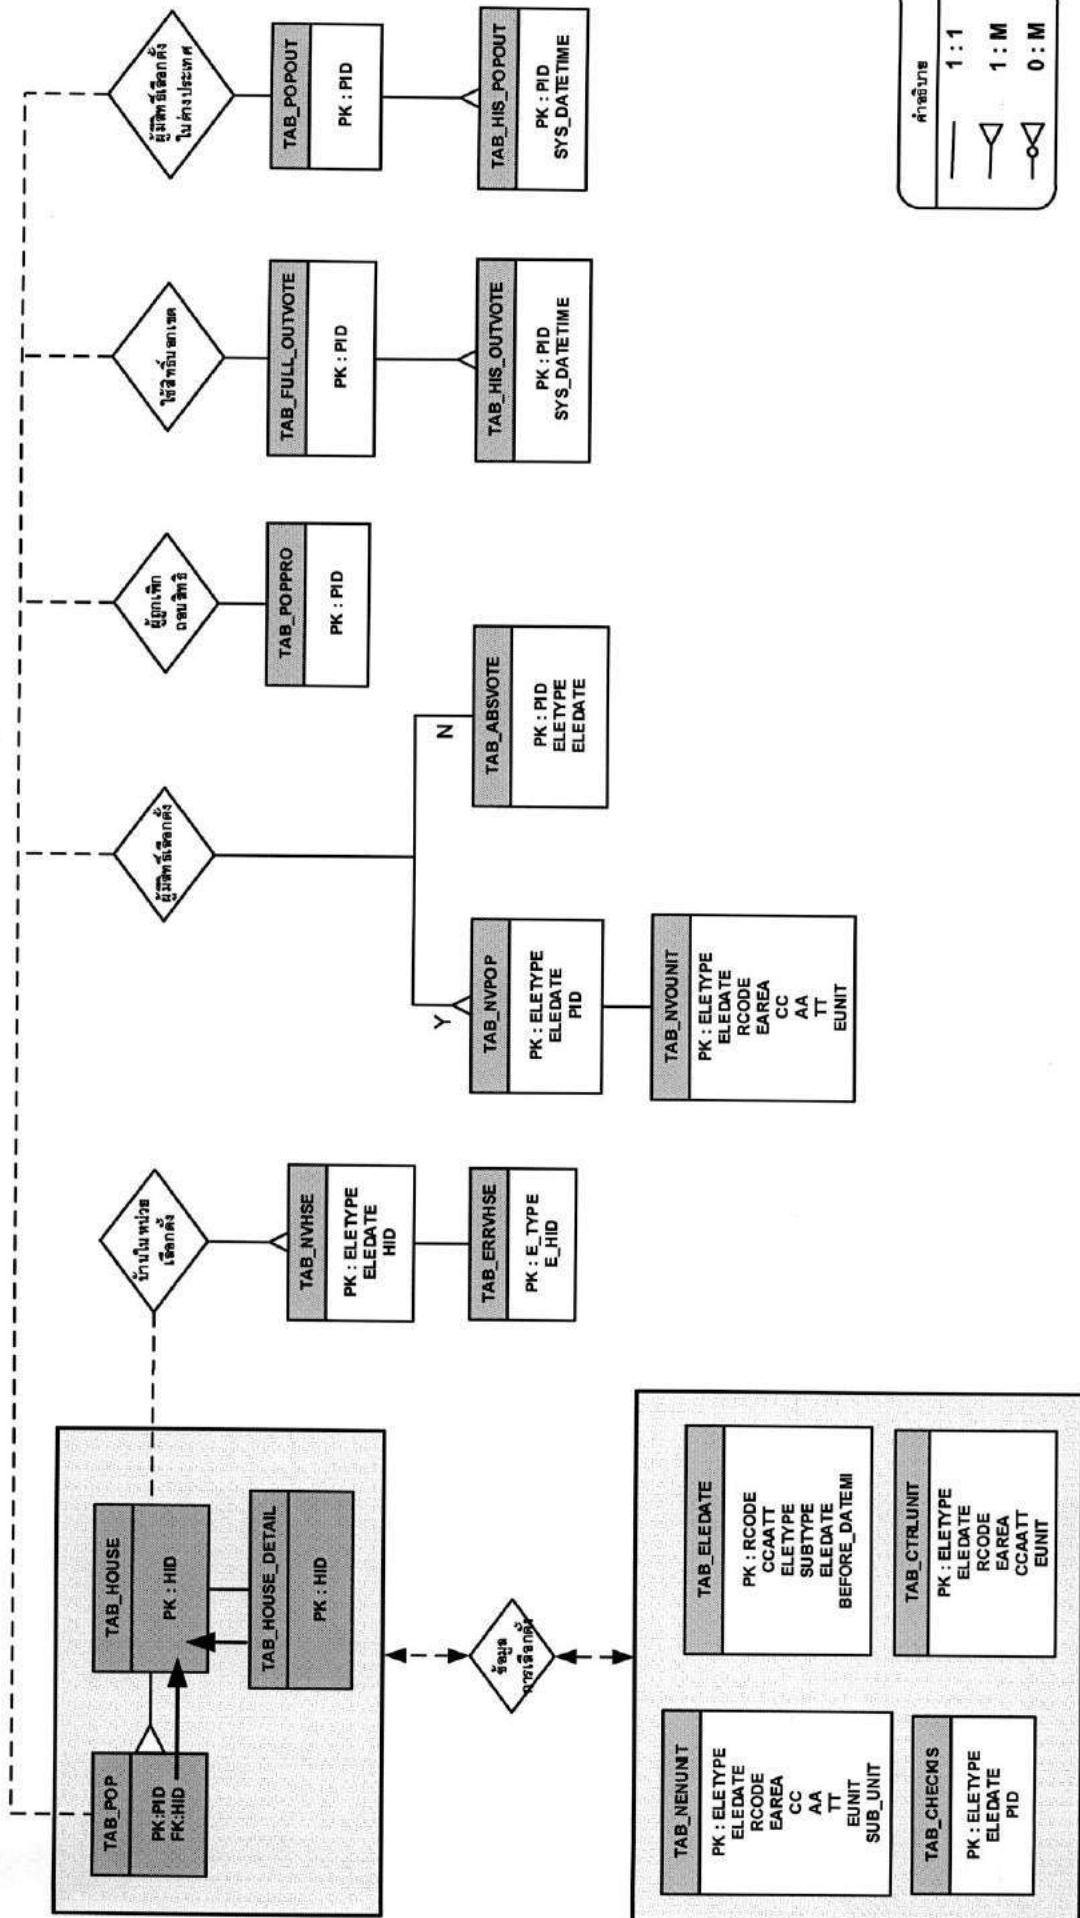 TAB_POP
PK:PID
FK:HID
TAB_HOUSE
PK : HID
TAB_HOUSE_DETAIL
PK : HID
บ้านในหน่วย
เลือกตั้ง
TAB_NVHSE
PK : ELETYPE
ELEDATE
HID
TAB_ERRVHSE
PK : E_TYPE
E_HID
ผู้มีสิทธิเลือกตั้ง
Y
N
TAB_NVPOP
PK : ELETYPE
ELEDATE
PID
TAB_NVOUNIT
PK : ELETYPE
ELEDATE
RCODE
EAREA
CC
AA
TT
EUNIT
TAB_ABSVOTE
PK : PID
ELETYPE
ELEDATE
ผู้ถูกเพิก
ถอนสิทธิ
TAB_POPPRO
PK : PID
ใช้สิทธินอกเขต
TAB_FULL_OUTVOTE
PK : PID
TAB_HIS_OUTVOTE
PK : PID
SYS_DATETIME
ผู้มีสิทธิเลือกตั้ง
ในต่างประเทศ
TAB_POPOUT
PK : PID
TAB_HIS_POPOUT
PK : PID
SYS_DATETIME
ข้อมูล
การเลือกตั้ง
TAB_NENUNIT
PK : ELETYPE
ELEDATE
RCODE
EAREA
CC
AA
TT
EUNIT
SUB_UNIT
TAB_ELEDATE
PK : RCODE
CCAATT
ELETYPE
SUBTYPE
ELEDATE
BEFORE_DATEMI
TAB_CHECKIS
PK : ELETYPE
ELEDATE
PID
TAB_CTRLUNIT
PK : ELETYPE
ELEDATE
RCODE
EAREA
CCAATT
EUNIT
คำอธิบาย
1 : 1
1 : M
0 : M